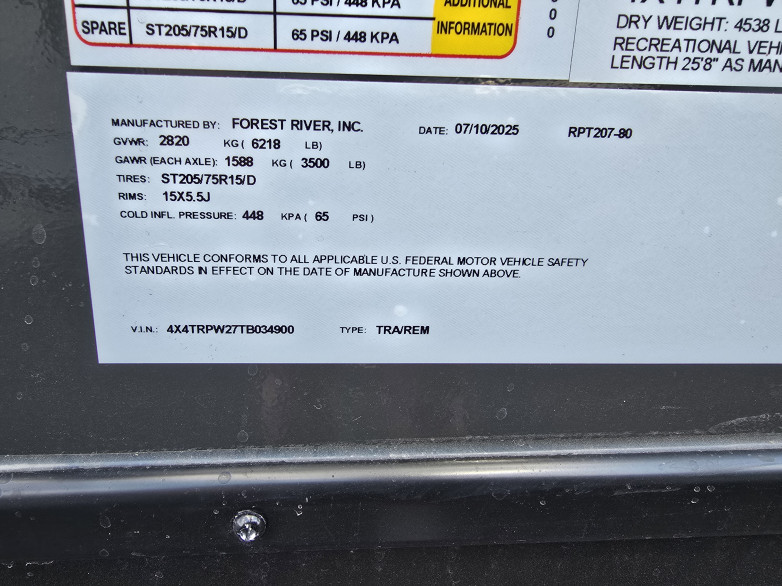 65 PSI / 448 KPA
ADDITIONAL
SPARE ST205/75R15/D 65 PSI / 448 KPA INFORMATION
0
0
DRY WEIGHT: 4538 L
RECREATIONAL VEHI
LENGTH 25'8" AS MAN
MANUFACTURED BY: FOREST RIVER, INC. DATE: 07/10/2025 RPT207-80
GVWR: 2820 KG ( 6218 LB)
GAWR (EACH AXLE): 1588 KG ( 3500 LB)
TIRES: ST205/75R15/D
RIMS: 15X5.5J
COLD INFL. PRESSURE: 448 KPA ( 65 PSI )
THIS VEHICLE CONFORMS TO ALL APPLICABLE U.S. FEDERAL MOTOR VEHICLE SAFETY
STANDARDS IN EFFECT ON THE DATE OF MANUFACTURE SHOWN ABOVE.
V.I.N.: 4X4TRPW27TB034900 TYPE: TRA/REM